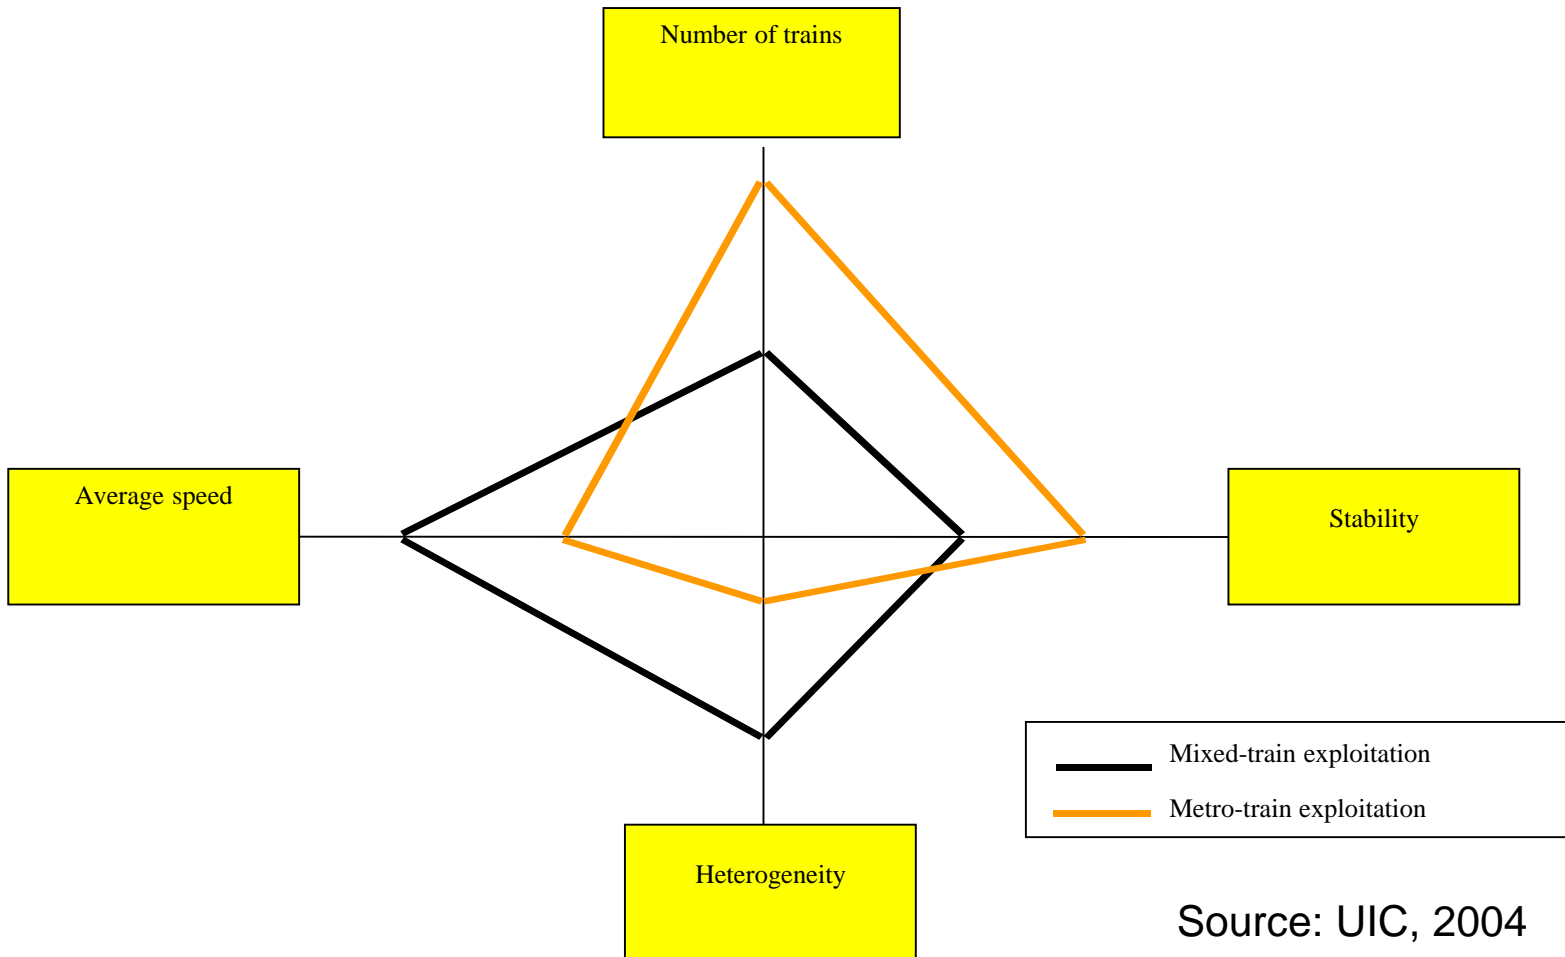 Number of trains
Average speed
Stability
Mixed-train exploitation
Metro-train exploitation
Heterogeneity
Source: UIC, 2004